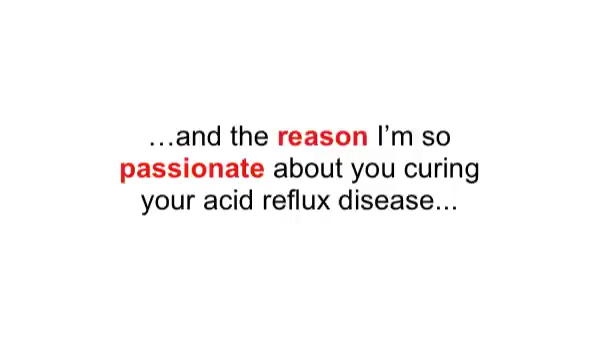 …and the reason I’m so
passionate about you curing
your acid reflux disease...